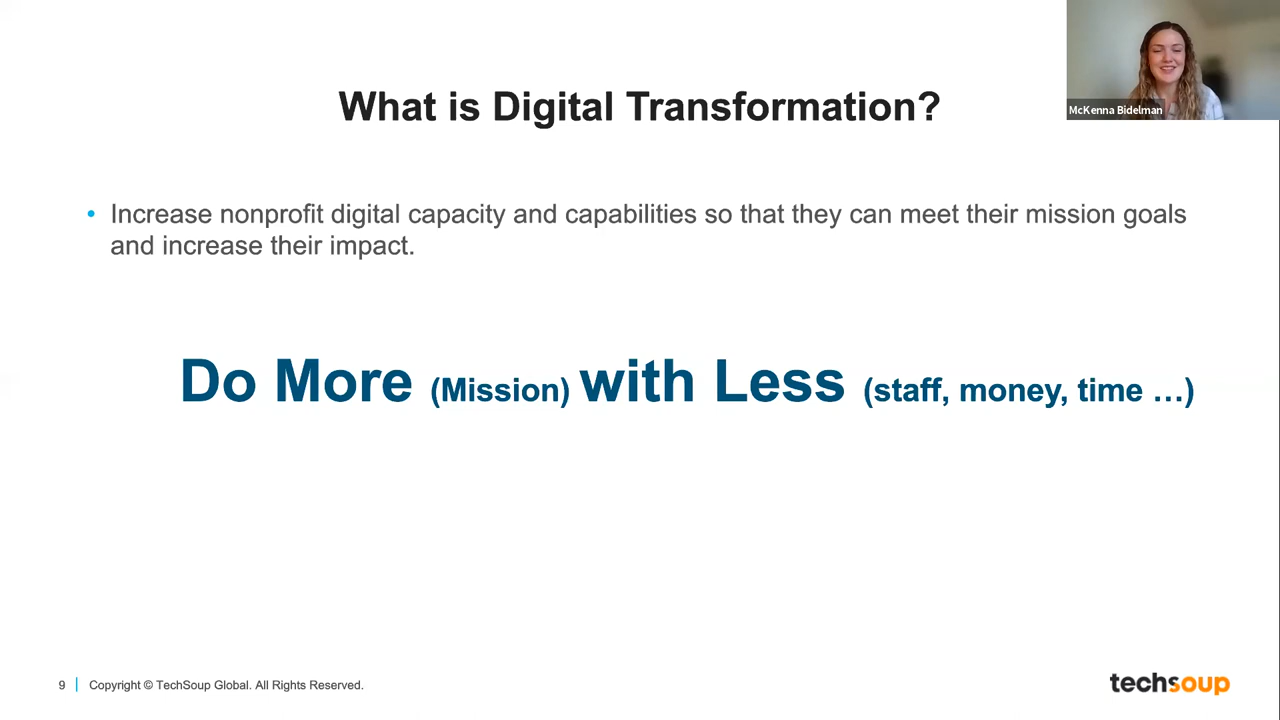 What is Digital Transformation?
McKenna Bidelman
• Increase nonprofit digital capacity and capabilities so that they can meet their mission goals
and increase their impact.
Do More (Mission) with Less (staff, money, time …)
9 | Copyright © TechSoup Global. All Rights Reserved.
techsoup